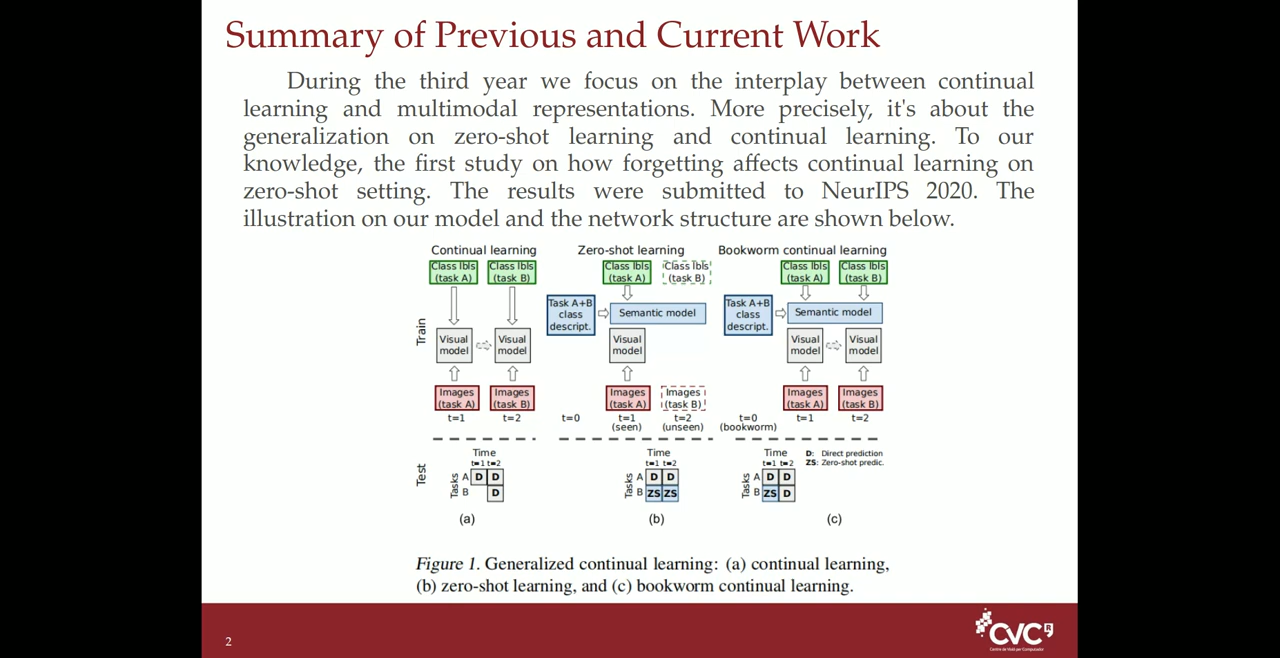 Summary of Previous and Current Work
During the third year we focus on the interplay between continual
learning and multimodal representations. More precisely, it's about the
generalization on zero-shot learning and continual learning. To our
knowledge, the first study on how forgetting affects continual learning on
zero-shot setting. The results were submitted to NeurIPS 2020. The
illustration on our model and the network structure are shown below.
Continual learning
Class lbls
(task A)
Class lbls
(task B)
Train
Visual
model
Visual
model
Images
(task A)
Images
(task B)
t=1
t=2
Test
Time
t=1 t=2
Tasks
A D D
B D
(a)
Zero-shot learning
Class lbls
(task A)
Class lbls
(task B)
Task A+B
class
descript.
Semantic model
Visual
model
Images
(task A)
Images
(task B)
t=0
t=1
(seen)
t=2
(unseen)
Time
t=1 t=2
Tasks
A D D
B ZS ZS
(b)
Bookworm continual learning
Class lbls
(task A)
Class lbls
(task B)
Task A+B
class
descript.
Semantic model
Visual
model
Visual
model
Images
(task A)
Images
(task B)
t=0
(bookworm)
t=1
t=2
Time
t=1 t=2
Tasks
A D D
B ZS D
D: Direct prediction
ZS: Zero-shot predic.
(c)
Figure 1. Generalized continual learning: (a) continual learning,
(b) zero-shot learning, and (c) bookworm continual learning.
2
CVC
Centre de Visió per Computador